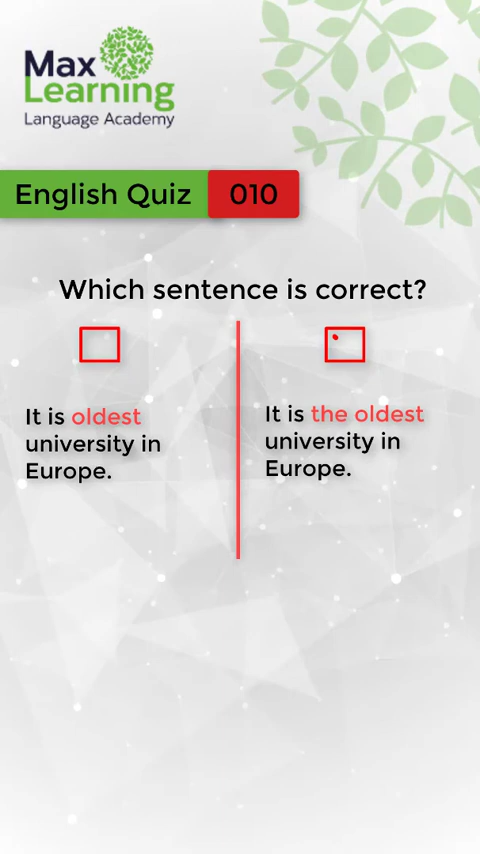 Max
Learning
Language Academy
English Quiz 010
Which sentence is correct?
It is oldest
university in
Europe.
It is the oldest
university in
Europe.